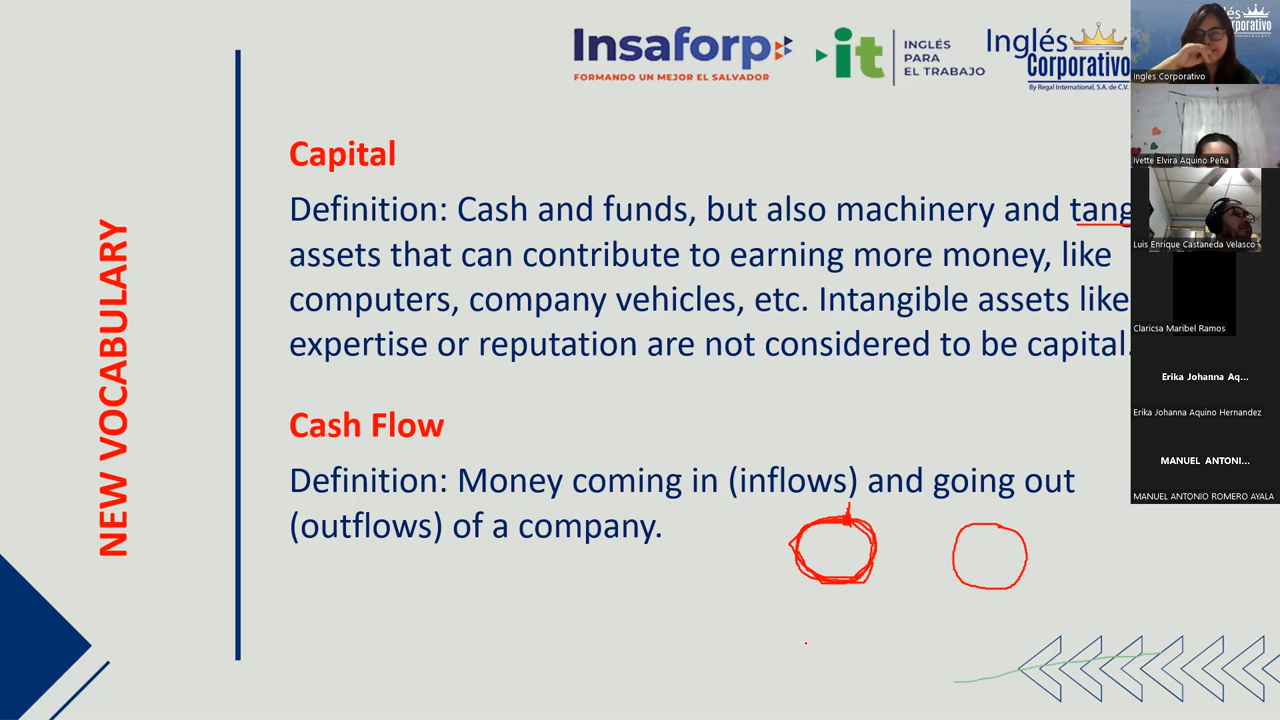 Insaforp
FORMANDO UN MEJOR EL SALVADOR
it
INGLÉS
PARA
EL TRABAJO
Inglés
Corporativo
By Regal International, S.A. de C.V.
NEW VOCABULARY
Capital
Definition: Cash and funds, but also machinery and tang
assets that can contribute to earning more money, like
computers, company vehicles, etc. Intangible assets like
expertise or reputation are not considered to be capital.
Cash Flow
Definition: Money coming in (inflows) and going out
(outflows) of a company.
Ingles Corporativo
Ivette Elvira Aquino Peña
Luis Enrique Castaneda Velasco
Claricsa Maribel Ramos
Erika Johanna Aq...
Erika Johanna Aquino Hernandez
MANUEL ANTONI...
MANUEL ANTONIO ROMERO AYALA